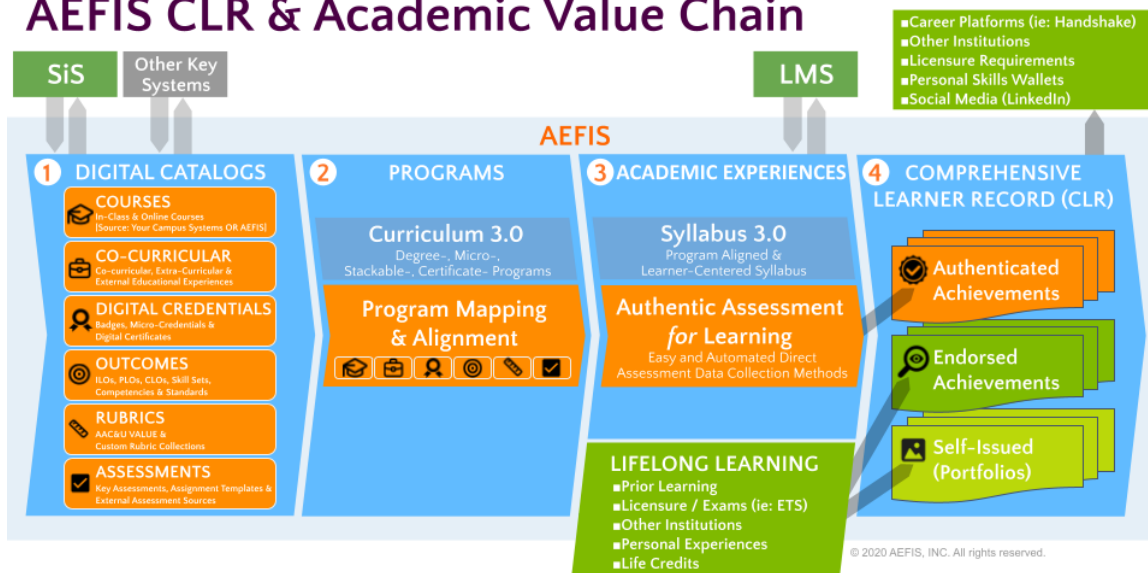 AEFIS CLR & Academic Value Chain
SiS
Other Key
Systems
LMS
■Career Platforms (ie: Handshake)
■Other Institutions
■Licensure Requirements
■Personal Skills Wallets
■Social Media (LinkedIn)
AEFIS
1 DIGITAL CATALOGS
COURSES
In-Class & Online Courses
[Source: Your Campus Systems OR AEFIS]
CO-CURRICULAR
Co-curricular, Extra-Curricular &
External Educational Experiences
DIGITAL CREDENTIALS
Badges, Micro-Credentials &
Digital Certificates
OUTCOMES
ILOs, PLOs, CLOs, Skill Sets,
Competencies & Standards
RUBRICS
AAC&U VALUE &
Custom Rubric Collections
ASSESSMENTS
Key Assessments, Assignment Templates &
External Assessment Sources
2 PROGRAMS
Curriculum 3.0
Degree-, Micro-,
Stackable-, Certificate- Programs
Program Mapping
& Alignment
3 ACADEMIC EXPERIENCES
Syllabus 3.0
Program Aligned &
Learner-Centered Syllabus
Authentic Assessment
for Learning
Easy and Automated Direct
Assessment Data Collection Methods
LIFELONG LEARNING
■Prior Learning
■Licensure / Exams (ie: ETS)
■Other Institutions
■Personal Experiences
■Life Credits
4 COMPREHENSIVE
LEARNER RECORD (CLR)
Authenticated
Achievements
Endorsed
Achievements
Self-Issued
(Portfolios)
© 2020 AEFIS, INC. All rights reserved.